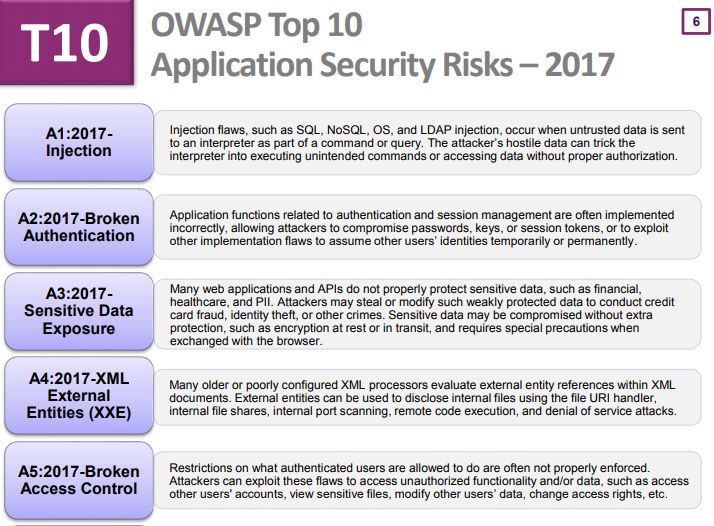 T10
OWASP Top 10
Application Security Risks – 2017
6
A1:2017-
Injection
Injection flaws, such as SQL, NoSQL, OS, and LDAP injection, occur when untrusted data is sent
to an interpreter as part of a command or query. The attacker's hostile data can trick the
interpreter into executing unintended commands or accessing data without proper authorization.
A2:2017-Broken
Authentication
Application functions related to authentication and session management are often implemented
incorrectly, allowing attackers to compromise passwords, keys, or session tokens, or to exploit
other implementation flaws to assume other users' identities temporarily or permanently.
A3:2017-
Sensitive Data
Exposure
Many web applications and APIs do not properly protect sensitive data, such as financial,
healthcare, and PII. Attackers may steal or modify such weakly protected data to conduct credit
card fraud, identity theft, or other crimes. Sensitive data may be compromised without extra
protection, such as encryption at rest or in transit, and requires special precautions when
exchanged with the browser.
A4:2017-XML
External
Entities (XXE)
Many older or poorly configured XML processors evaluate external entity references within XML
documents. External entities can be used to disclose internal files using the file URI handler,
internal file shares, internal port scanning, remote code execution, and denial of service attacks.
A5:2017-Broken
Access Control
Restrictions on what authenticated users are allowed to do are often not properly enforced.
Attackers can exploit these flaws to access unauthorized functionality and/or data, such as access
other users' accounts, view sensitive files, modify other users' data, change access rights, etc.